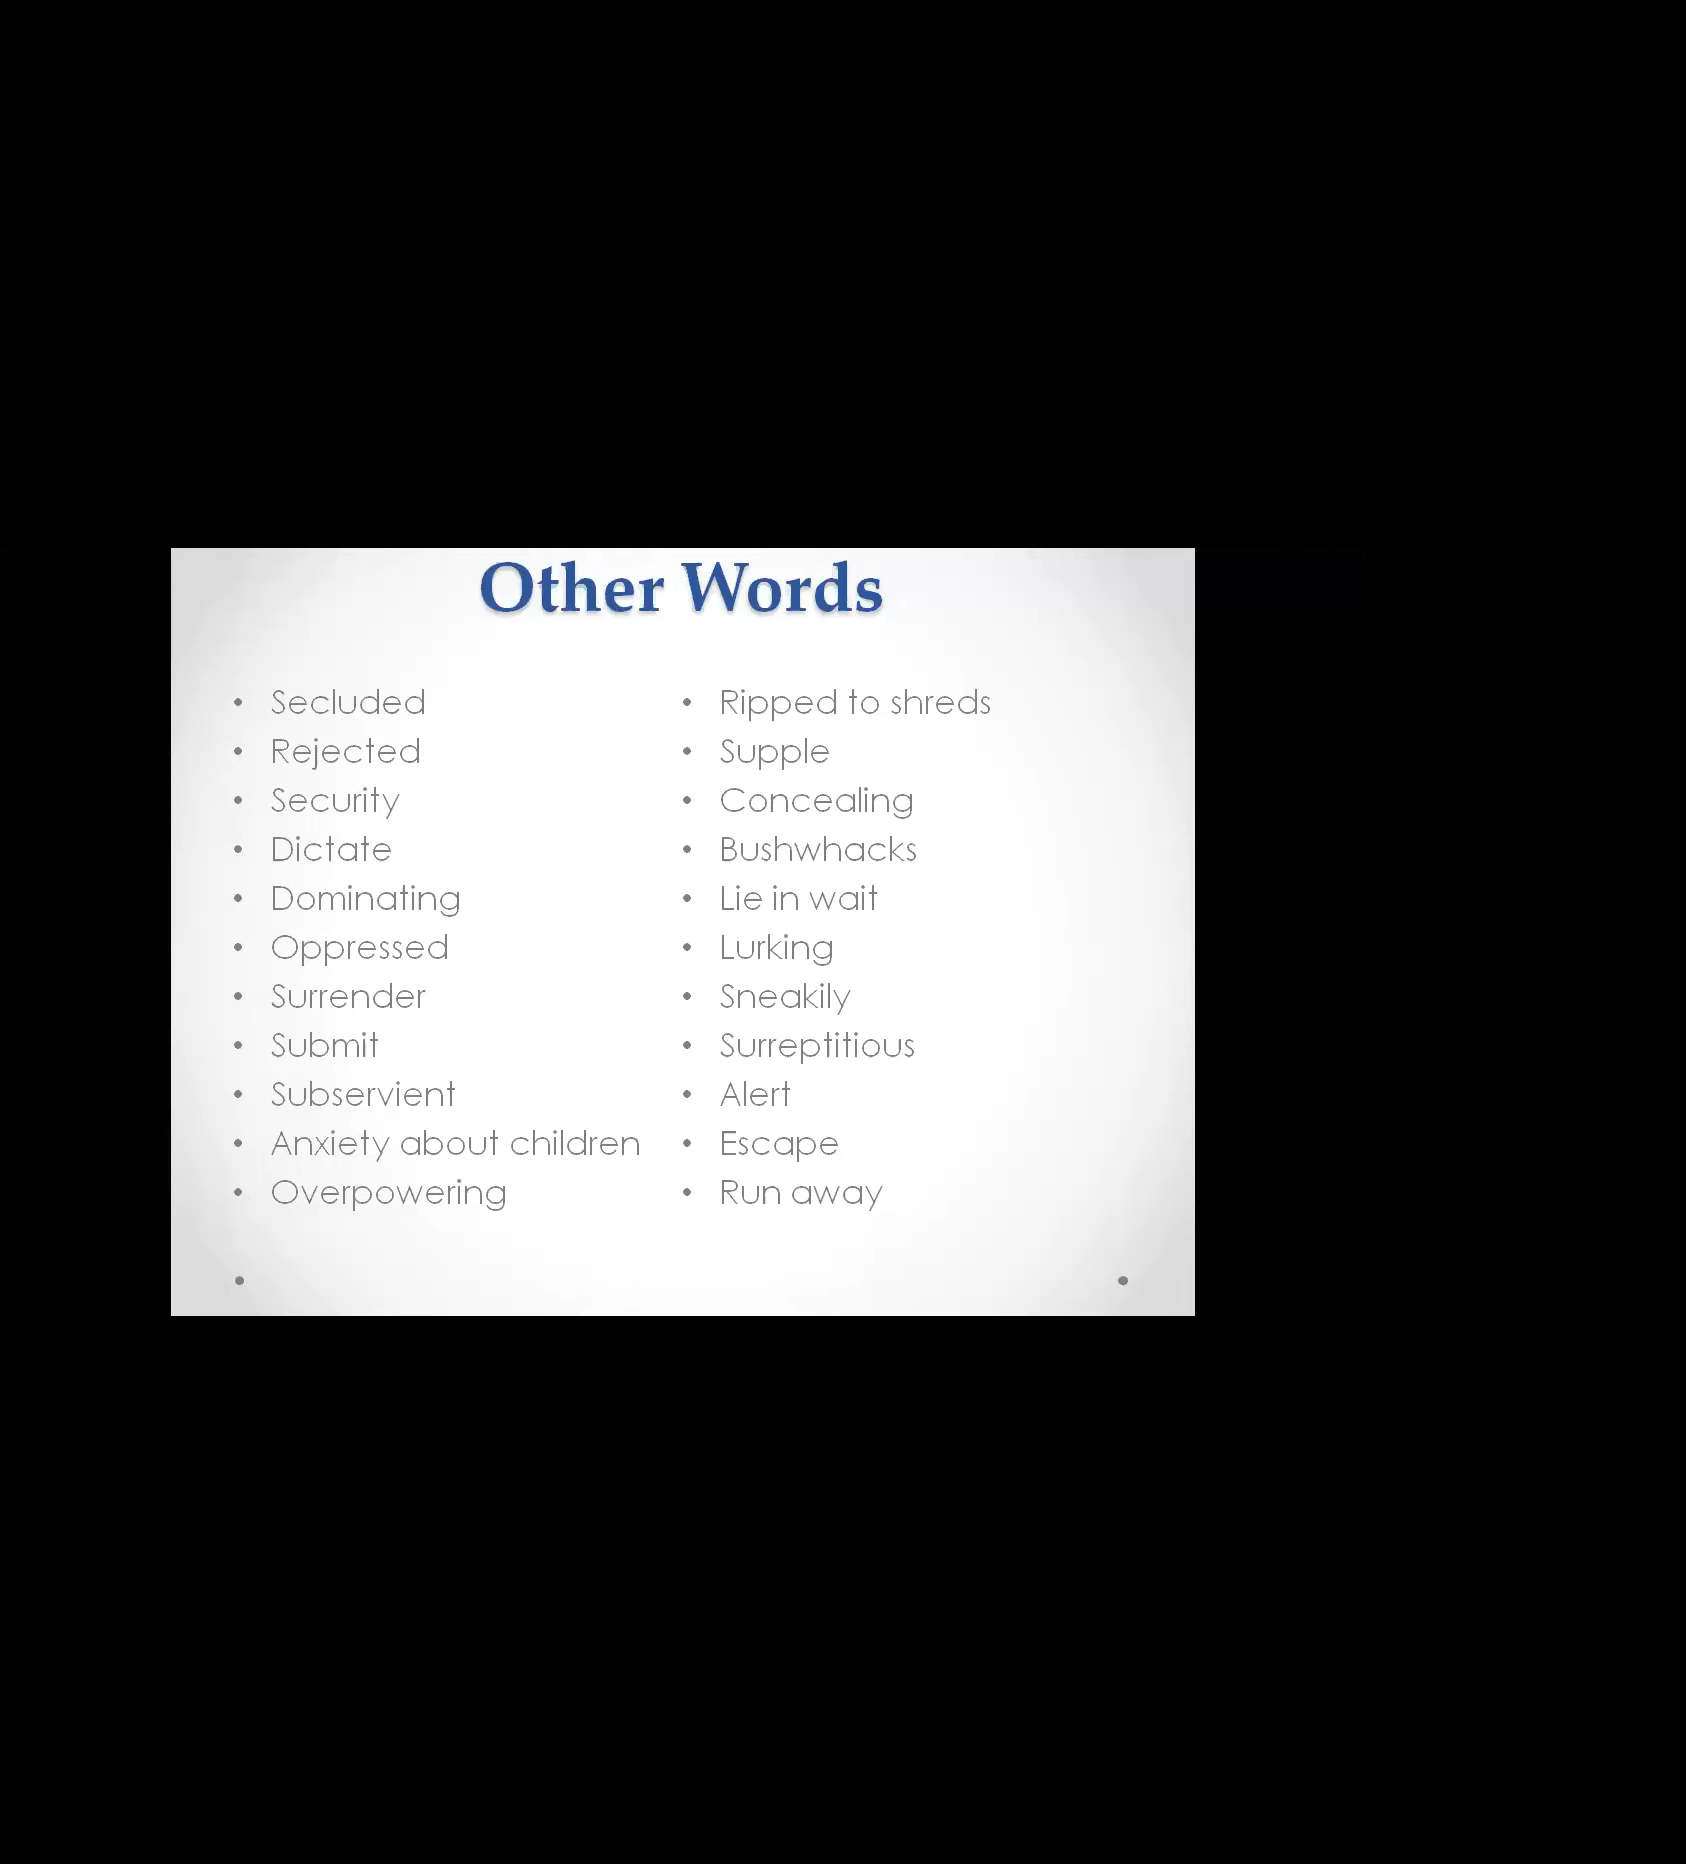 Other Words
• Secluded
• Rejected
• Security
• Dictate
• Dominating
• Oppressed
• Surrender
• Submit
• Subservient
• Anxiety about children
• Overpowering
• Ripped to shreds
• Supple
• Concealing
• Bushwhacks
• Lie in wait
• Lurking
• Sneakily
• Surreptitious
• Alert
• Escape
• Run away